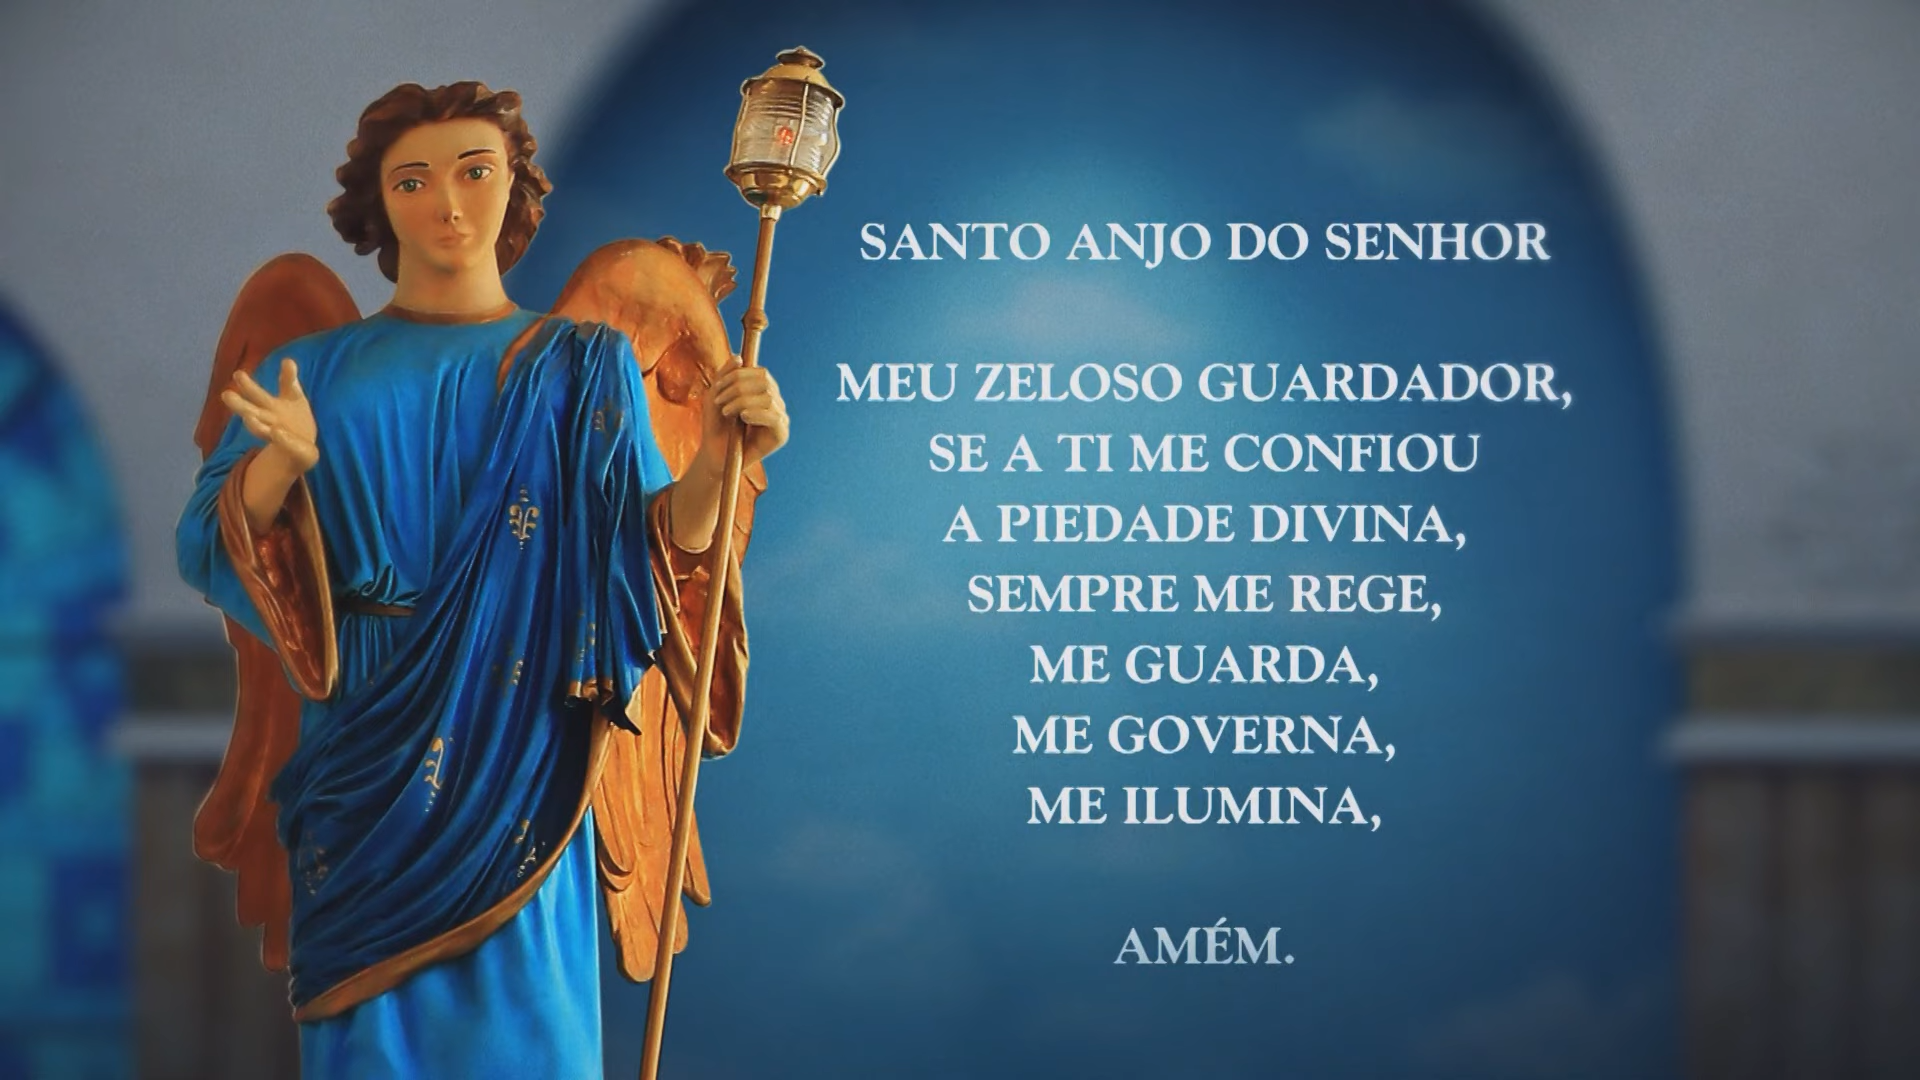 SANTO ANJO DO SENHOR
MEU ZELOSO GUARDADOR,
SE A TI ME CONFIOU
A PIEDADE DIVINA,
SEMPRE ME REGE,
ME GUARDA,
ME GOVERNA,
ME ILUMINA,
AMÉM.